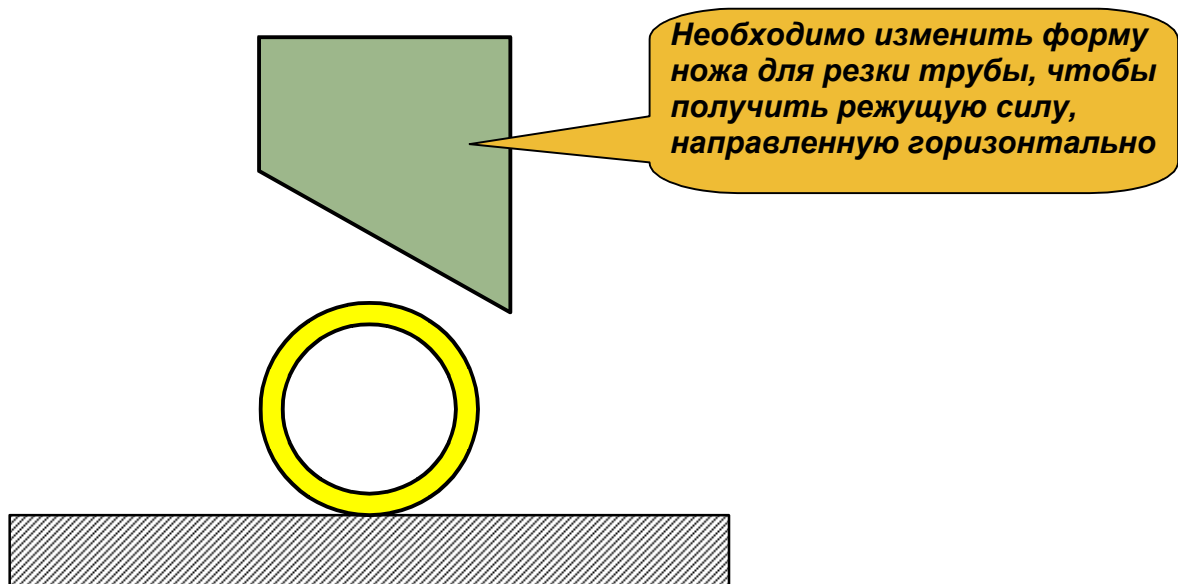 Необходимо изменить форму
ножа для резки трубы, чтобы
получить режущую силу,
направленную горизонтально